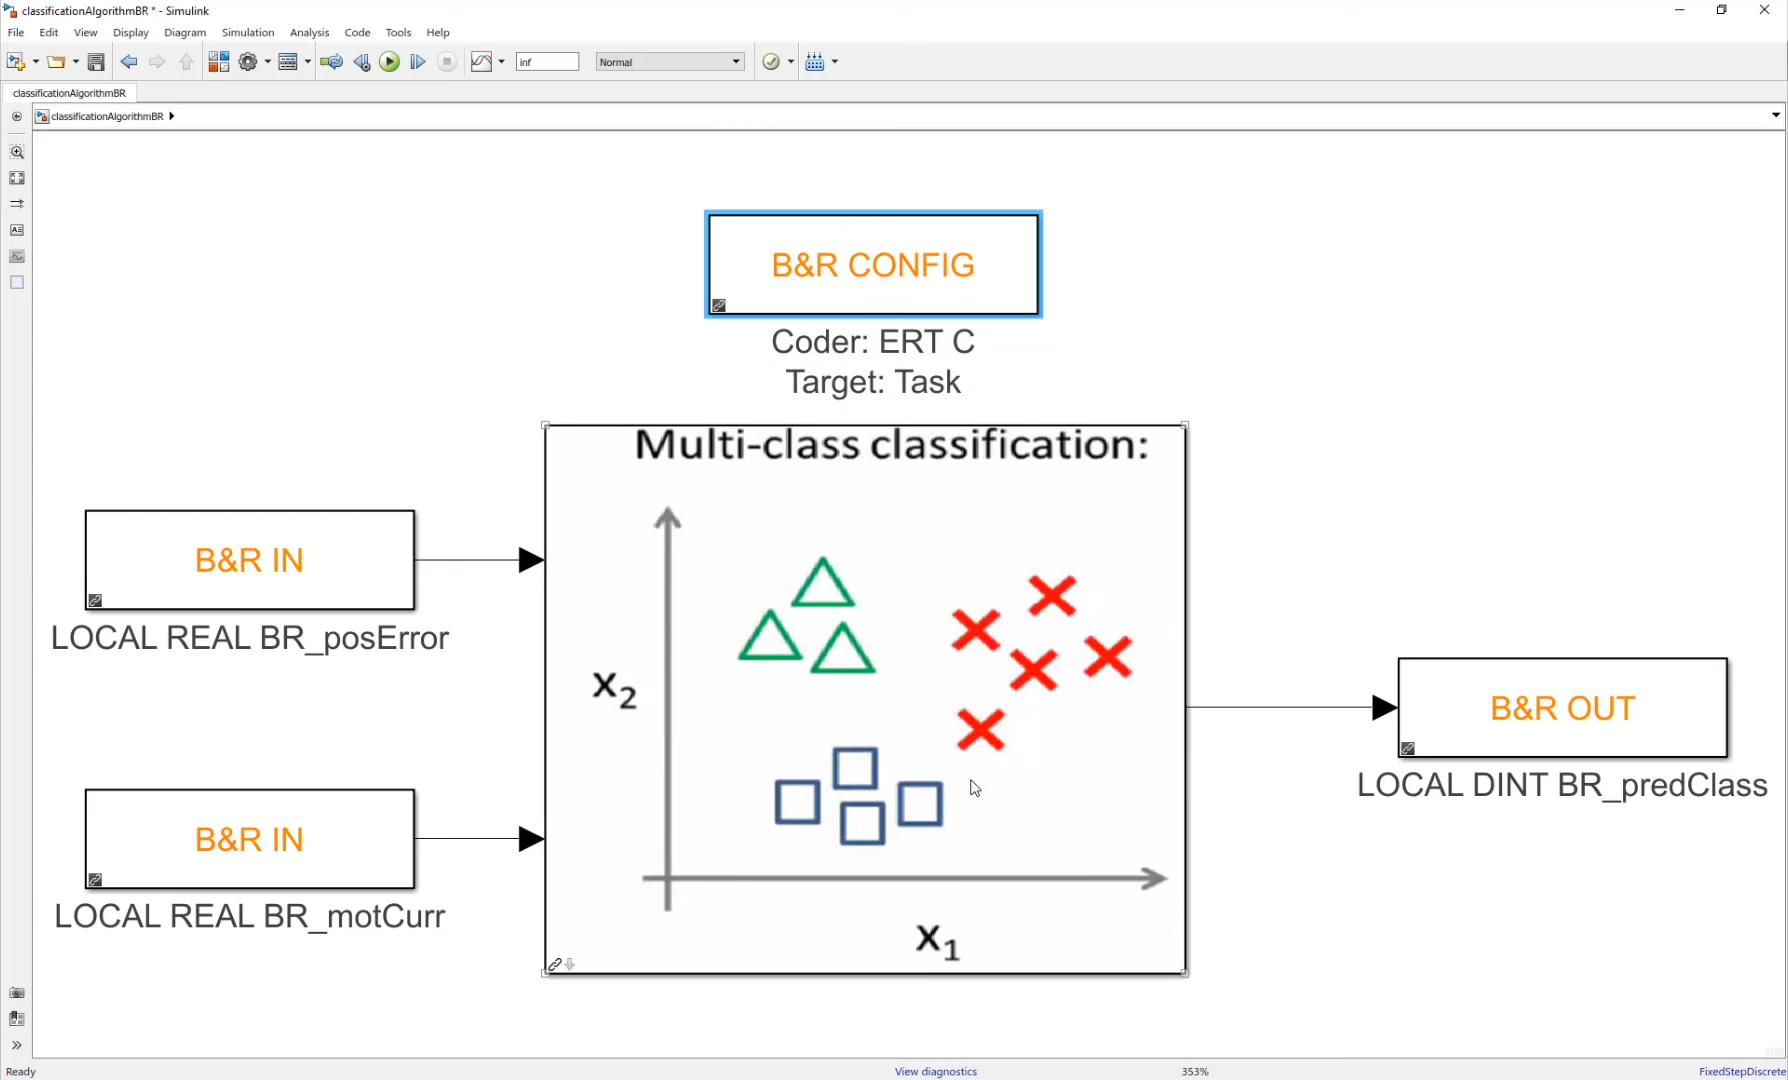 classificationAlgorithmBR * - Simulink
File Edit View Display Diagram Simulation Analysis Code Tools Help
inf Normal
classificationAlgorithmBR
classificationAlgorithmBR
B&R CONFIG
Coder: ERT C
Target: Task
Multi-class classification:
B&R IN
LOCAL REAL BR_posError
x2
B&R OUT
LOCAL DINT BR_predClass
B&R IN
LOCAL REAL BR_motCurr
x1
Ready View diagnostics 353% FixedStepDiscrete